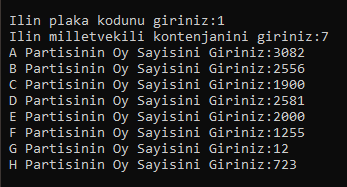 Ilin plaka kodunu giriniz:1
Ilin milletvekili kontenjanini giriniz:7
A Partisinin Oy Sayisini Giriniz:3082
B Partisinin Oy Sayisini Giriniz:2556
C Partisinin Oy Sayisini Giriniz:1900
D Partisinin Oy Sayisini Giriniz:2581
E Partisinin Oy Sayisini Giriniz:2000
F Partisinin Oy Sayisini Giriniz:1255
G Partisinin Oy Sayisini Giriniz:12
H Partisinin Oy Sayisini Giriniz:723